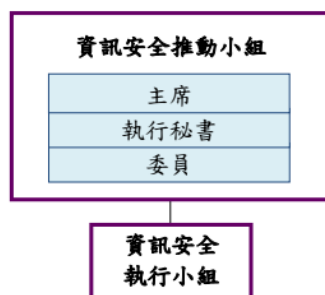 資訊安全推動小組
主席
執行秘書
委員
資訊安全
執行小組